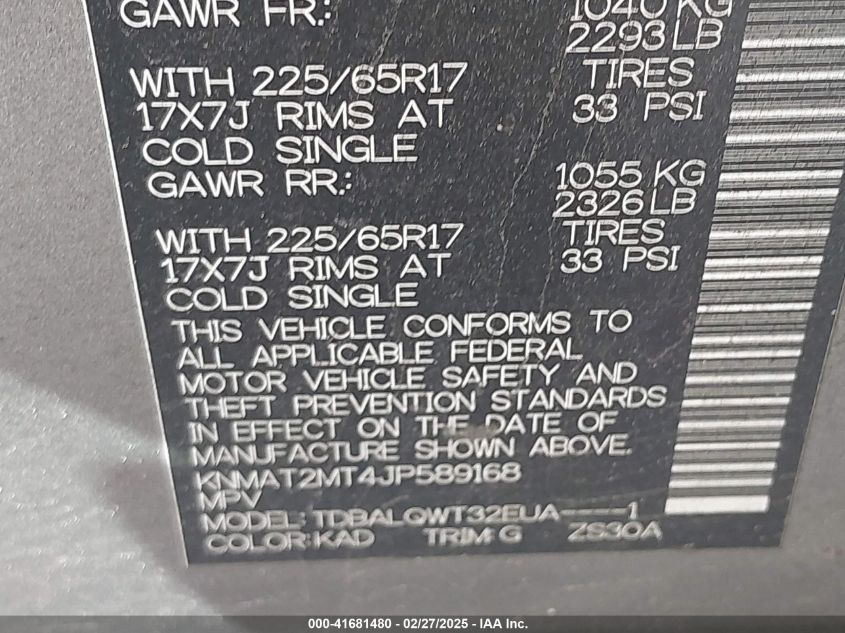 GAWR FR.: 1040 KG
2293 LB
WITH 225/65R17 TIRES
17X7J RIMS AT 33 PSI
COLD SINGLE
GAWR RR.: 1055 KG
2326 LB
WITH 225/65R17 TIRES
17X7J RIMS AT 33 PSI
COLD SINGLE
THIS VEHICLE CONFORMS TO
ALL APPLICABLE FEDERAL
MOTOR VEHICLE SAFETY AND
THEFT PREVENTION STANDARDS
IN EFFECT ON THE DATE OF
MANUFACTURE SHOWN ABOVE.
KNMAT2MT4JP589168
MPV
MODEL: TDBALQWT32EUA----1
COLOR:KAD TRIM:G ZS30A
000-41681480 - 02/27/2025 - IAA Inc.